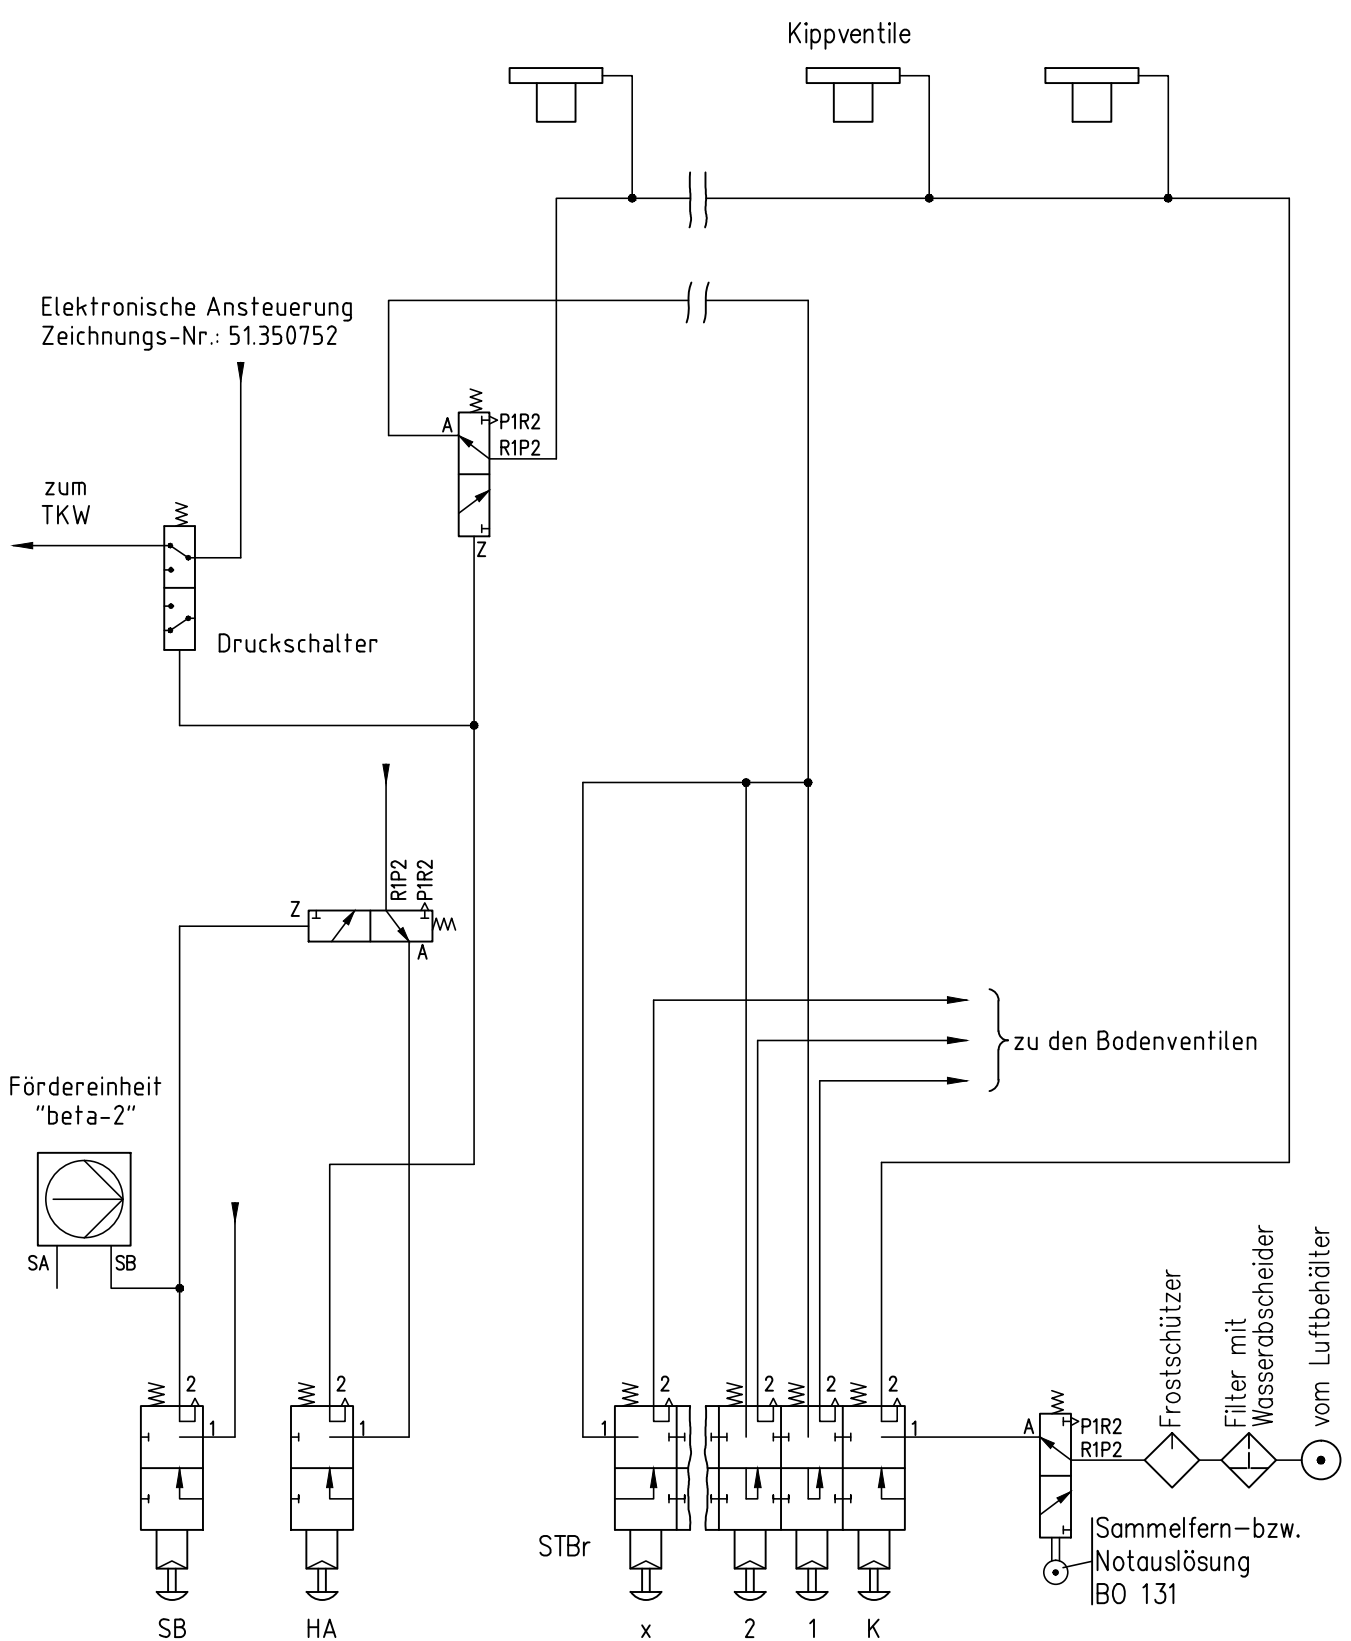 Kippventile
Elektronische Ansteuerung
Zeichnungs-Nr.: 51.350752
P1R2
A
R1P2
zum
TKW
Z
Druckschalter
R1P2
P1R2
Z
A
zu den Bodenventilen
Fördereinheit
"beta-2"
SA
SB
Frostschützer
Filter mit
Wasserabscheider
vom Luftbehälter
2
1
2
1
2
1
2
2
2
1
A
P1R2
R1P2
STBr
Sammelfern-bzw.
Notauslösung
BO 131
SB
HA
x
2
1
K